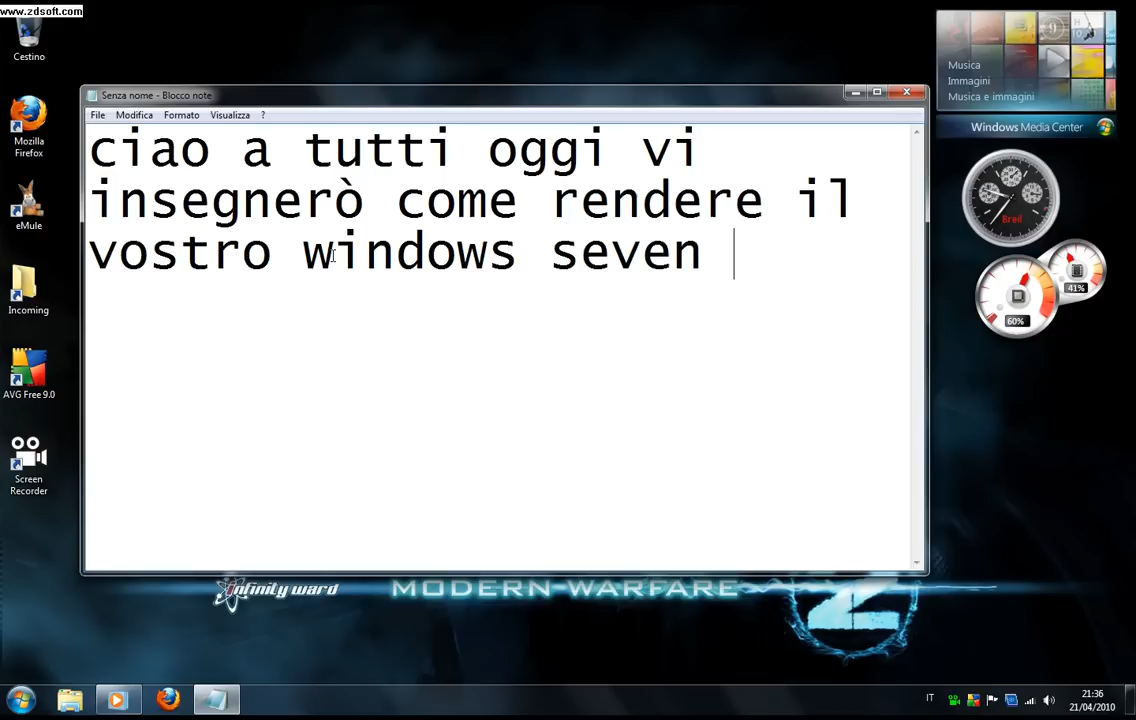 www.zdsoft.com
Cestino
Mozilla
Firefox
eMule
Incoming
AVG Free 9.0
Screen
Recorder
Senza nome - Blocco note
File Modifica Formato Visualizza ?
ciao a tutti oggi vi
insegnerò come rendere il
vostro windows seven
Musica
Immagini
Musica e immagini
Windows Media Center
Breil
41%
60%
infinity ward
MODERN WARFARE
2
IT
21:36
21/04/2010